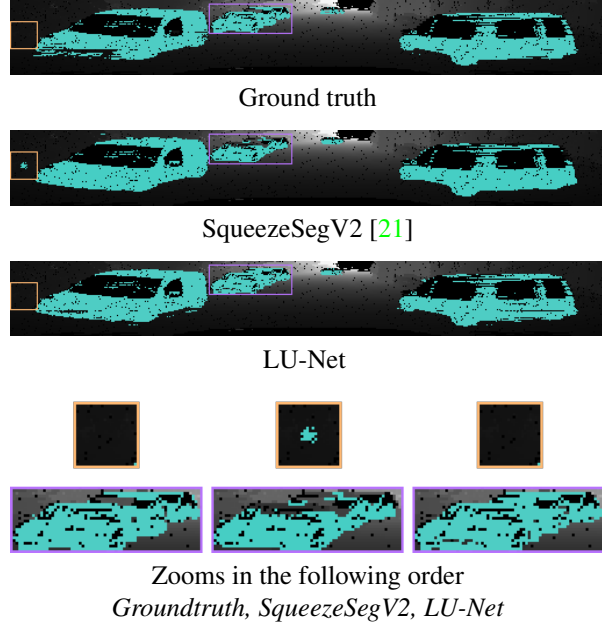 Ground truth
SqueezeSegV2 [21]
LU-Net
Zooms in the following order
Groundtruth, SqueezeSegV2, LU-Net